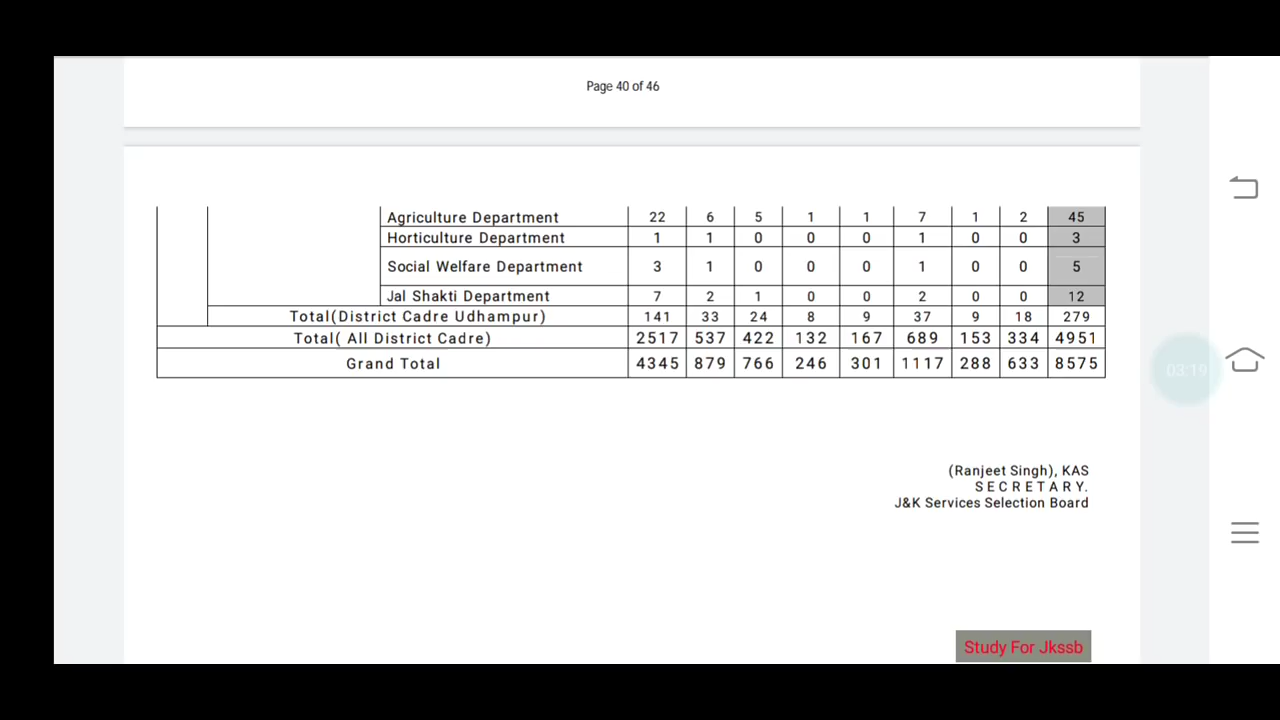 Page 40 of 46
Agriculture Department 22 6 5 1 1 7 1 2 45
Horticulture Department 1 1 0 0 0 1 0 0 3
Social Welfare Department 3 1 0 0 0 1 0 0 5
Jal Shakti Department 7 2 1 0 0 2 0 0 12
Total(District Cadre Udhampur) 141 33 24 8 9 37 9 18 279
Total( All District Cadre) 2517 537 422 132 167 689 153 334 4951
Grand Total 4345 879 766 246 301 1117 288 633 8575
03:19
(Ranjeet Singh), KAS
SECRETARY.
J&K Services Selection Board
Study For Jkssb